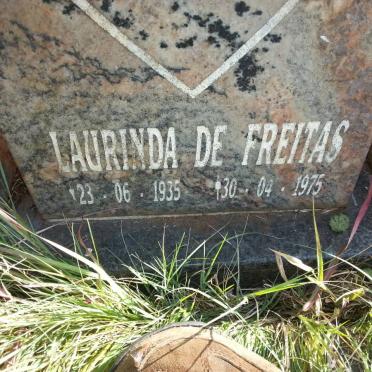 LAURINDA DE FREITAS
*23 · 06 · 1935 †30 · 04 · 1975